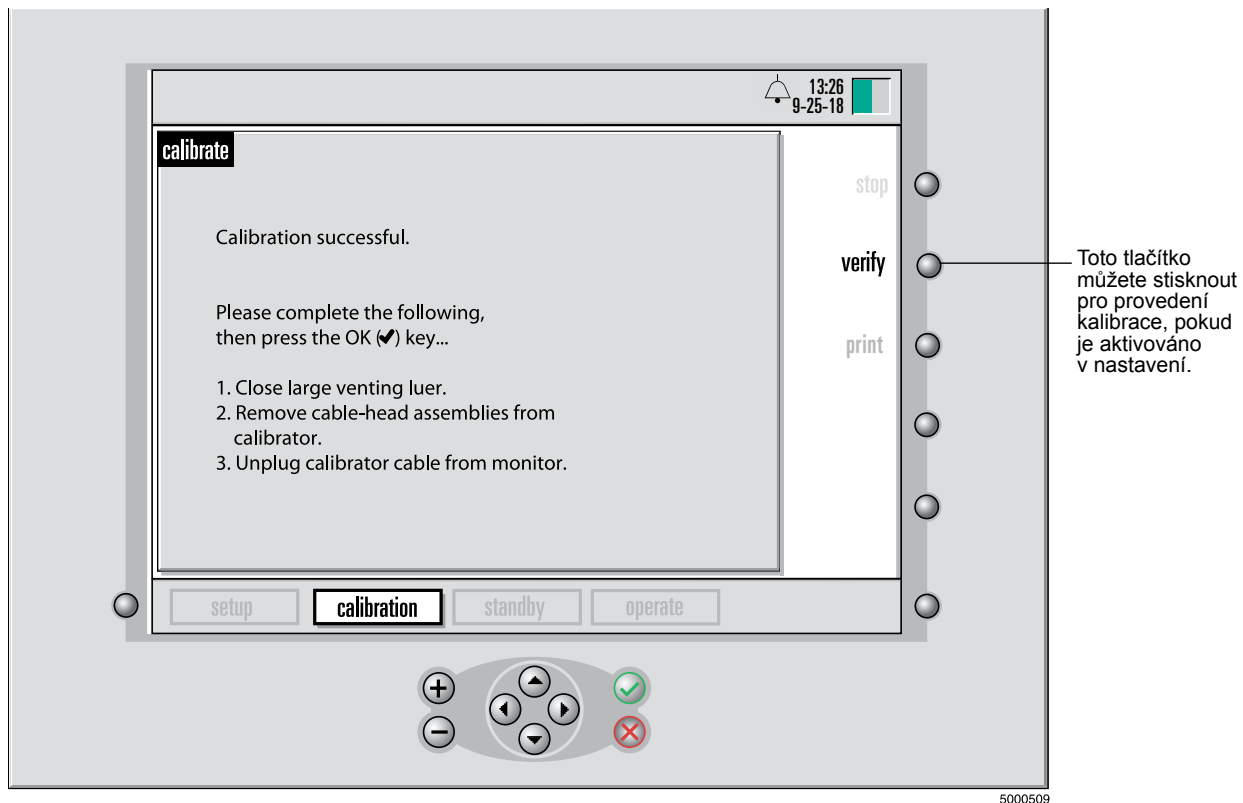 13:26
9-25-18
calibrate
stop
Calibration successful.
verify
Please complete the following,
then press the OK (✔) key...
print
1. Close large venting luer.
2. Remove cable-head assemblies from
calibrator.
3. Unplug calibrator cable from monitor.
setup
calibration
standby
operate
Toto tlačítko
můžete stisknout
pro provedení
kalibrace, pokud
je aktivováno
v nastavení.
5000509